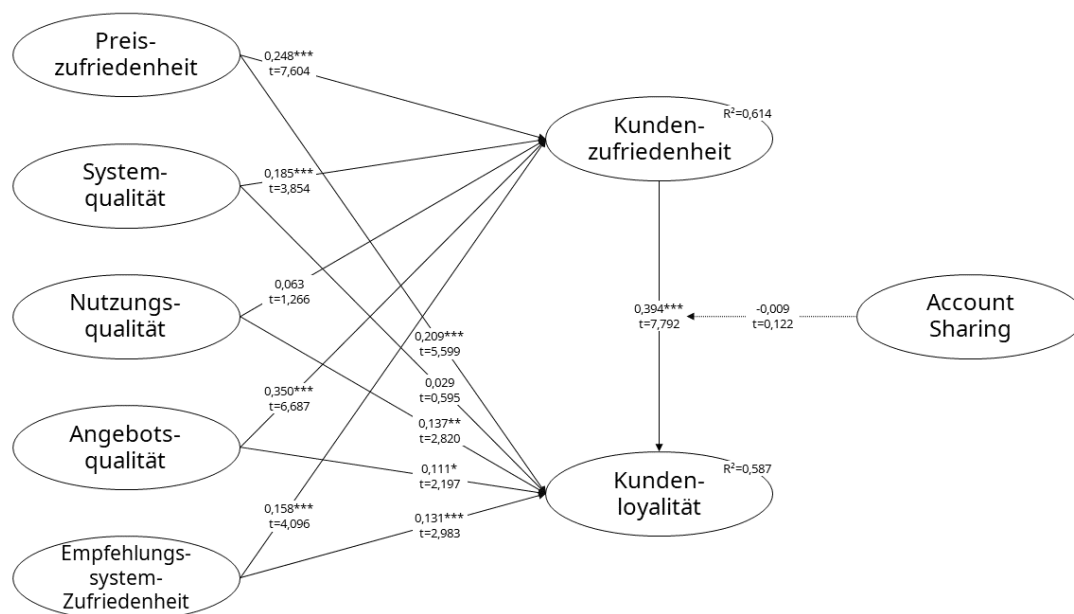 Preis-
zufriedenheit
0,248***
t=7,604
R²=0,614
Kunden-
zufriedenheit
System-
qualität
0,185***
t=3,854
Nutzungs-
qualität
0,063
t=1,266
0,394***
t=7,792
-0,009
t=0,122
Account
Sharing
0,209***
t=5,599
0,029
t=0,595
0,350***
t=6,687
0,137**
t=2,820
Angebots-
qualität
0,111*
t=2,197
R²=0,587
Kunden-
loyalität
0,158***
t=4,096
0,131***
t=2,983
Empfehlungs-
system-
Zufriedenheit